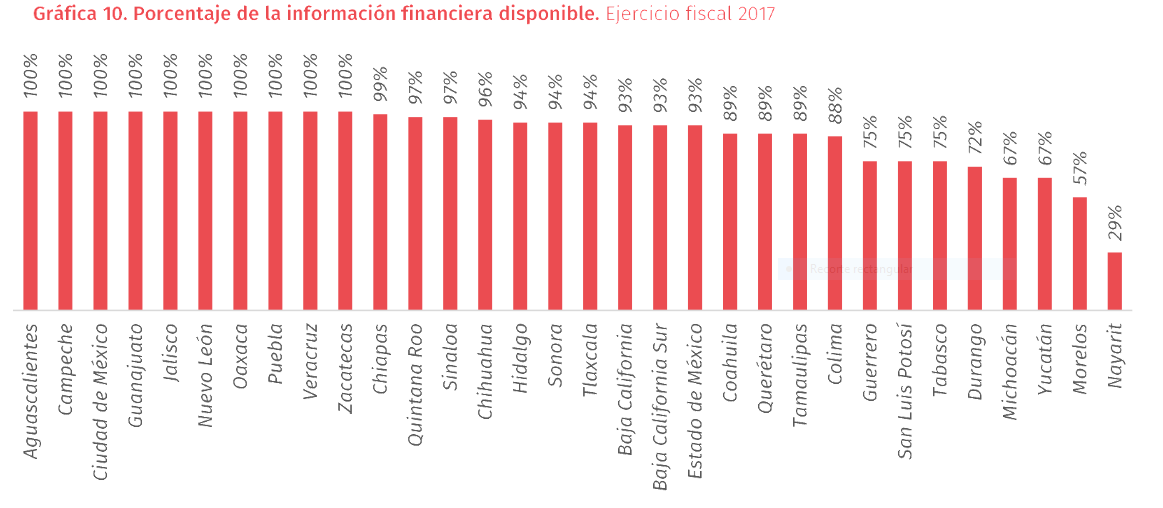 Gráfica 10. Porcentaje de la información financiera disponible. Ejercicio fiscal 2017
100% 100% 100% 100% 100% 100% 100% 100% 100% 100% 99% 97% 97% 96% 94% 94% 94% 93% 93% 93% 89% 89% 89% 88% 75% 75% 75% 72% 67% 67% 57% 29%
Recorte rectangular
Aguascalientes
Campeche
Ciudad de México
Guanajuato
Jalisco
Nuevo León
Oaxaca
Puebla
Veracruz
Zacatecas
Chiapas
Quintana Roo
Sinaloa
Chihuahua
Hidalgo
Sonora
Tlaxcala
Baja California
Baja California Sur
Estado de México
Coahuila
Querétaro
Tamaulipas
Colima
Guerrero
San Luis Potosí
Tabasco
Durango
Michoacán
Yucatán
Morelos
Nayarit